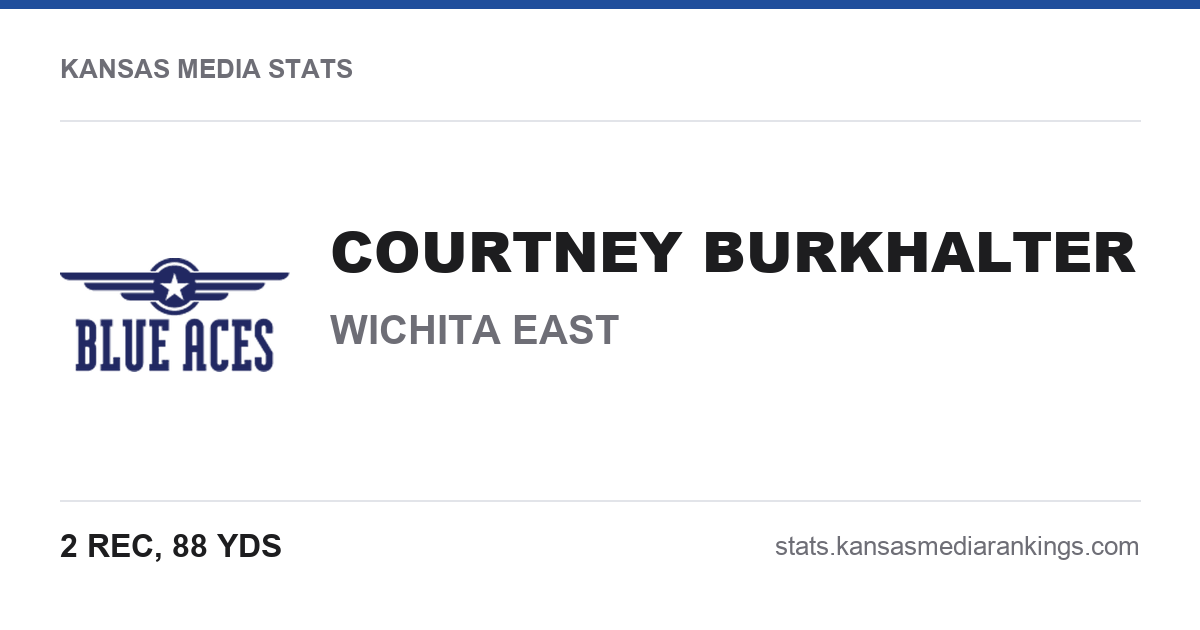 KANSAS MEDIA STATS
COURTNEY BURKHALTER
WICHITA EAST
BLUE ACES
2 REC, 88 YDS
stats.kansasmediarankings.com